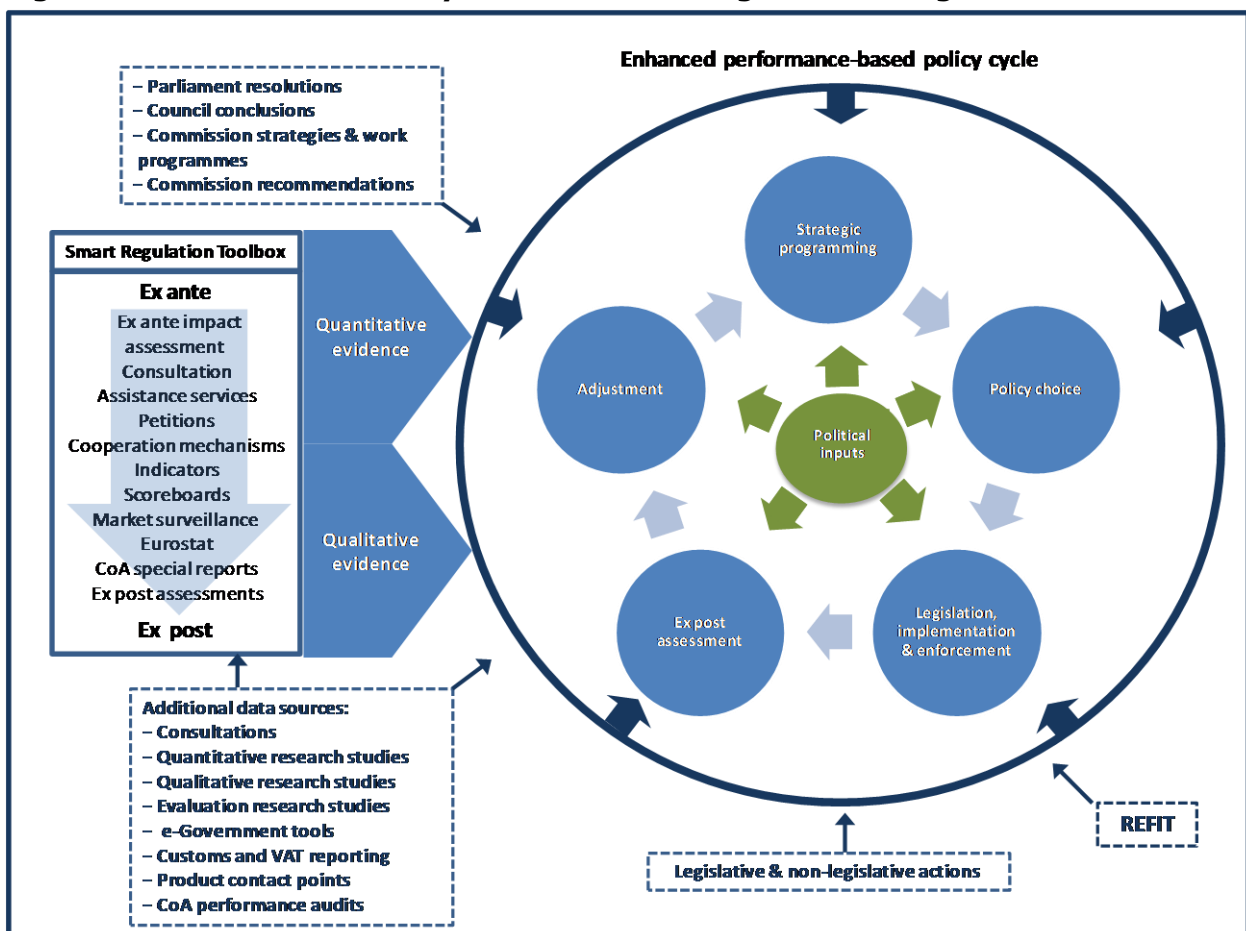 Enhanced performance-based policy cycle
– Parliament resolutions
– Council conclusions
– Commission strategies & work
programmes
– Commission recommendations
Smart Regulation Toolbox
Ex ante
Ex ante impact
assessment
Consultation
Assistance services
Petitions
Cooperation mechanisms
Indicators
Scoreboards
Market surveillance
Eurostat
CoA special reports
Ex post assessments
Ex post
Quantitative
evidence
Qualitative
evidence
Strategic
programming
Adjustment
Policy choice
Political
inputs
Ex post
assessment
Legislation,
implementation
& enforcement
Additional data sources:
– Consultations
– Quantitative research studies
– Qualitative research studies
– Evaluation research studies
– e-Government tools
– Customs and VAT reporting
– Product contact points
– CoA performance audits
Legislative & non-legislative actions
REFIT